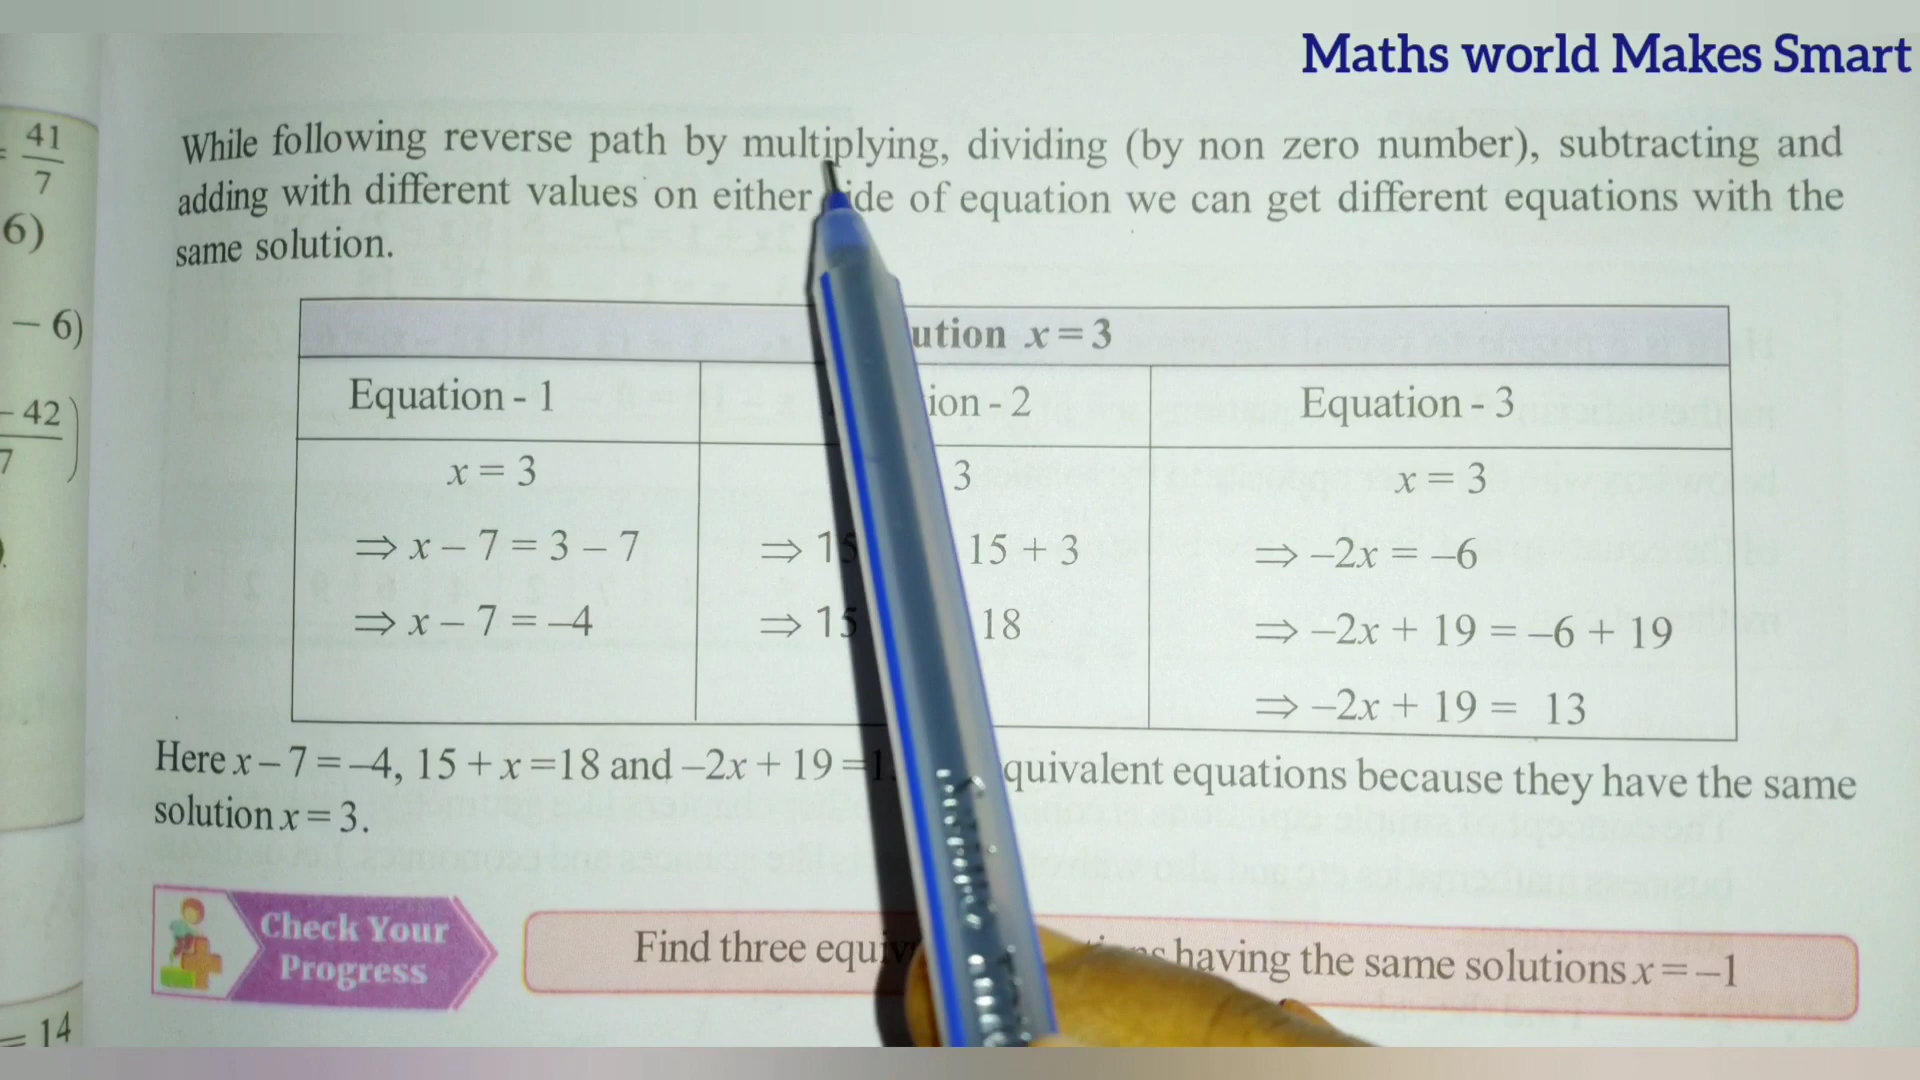 Maths world Makes Smart
= 41
7
6)
– 6)
– 42
7
)
= 14
While following reverse path by multiplying, dividing (by non zero number), subtracting and
adding with different values on either ide of equation we can get different equations with the
same solution.
ution x = 3
Equation - 1 ion - 2 Equation - 3
x = 3 3 x = 3
⇒ x – 7 = 3 – 7 ⇒ 15 15 + 3 ⇒ –2x = –6
⇒ x – 7 = –4 ⇒ 15 18 ⇒ –2x + 19 = –6 + 19
⇒ –2x + 19 = 13
Here x – 7 = –4, 15 + x =18 and –2x + 19 =1 quivalent equations because they have the same
solution x = 3.
Check Your
Progress
Find three equiv having the same solutions x = –1